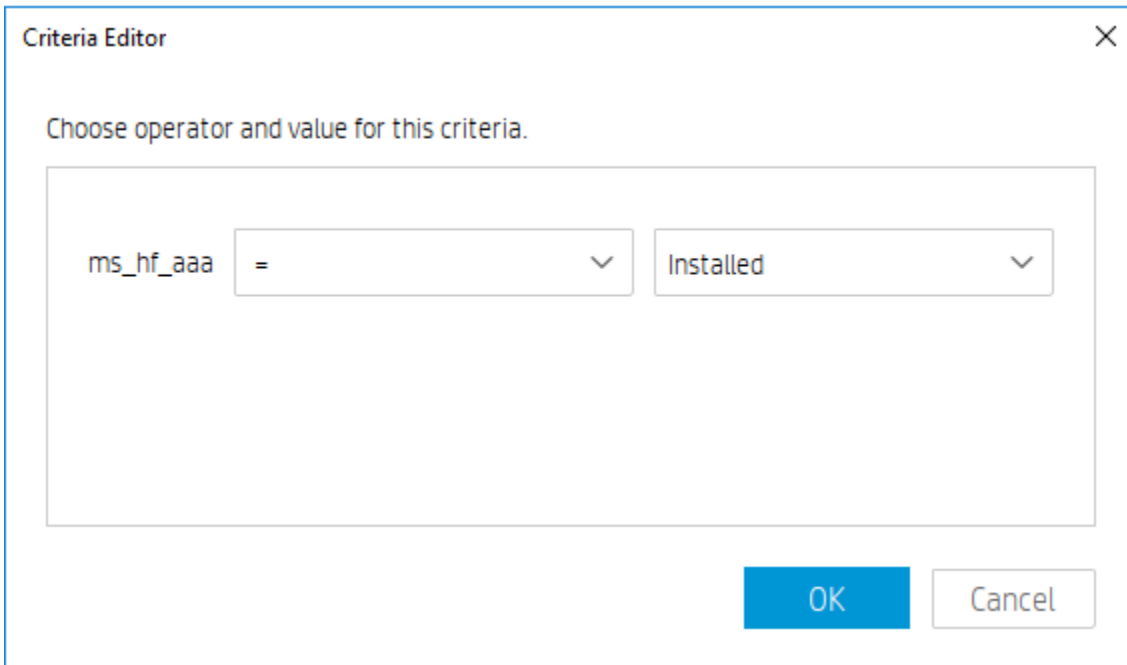 Criteria Editor
Choose operator and value for this criteria.
ms_hf_aaa = Installed
OK Cancel